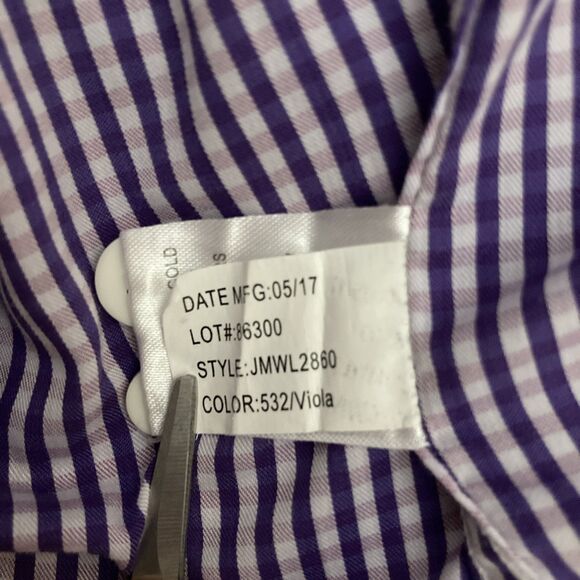 DATE MFG:05/17
LOT#:86300
STYLE:JMWL2860
COLOR:532/Viola